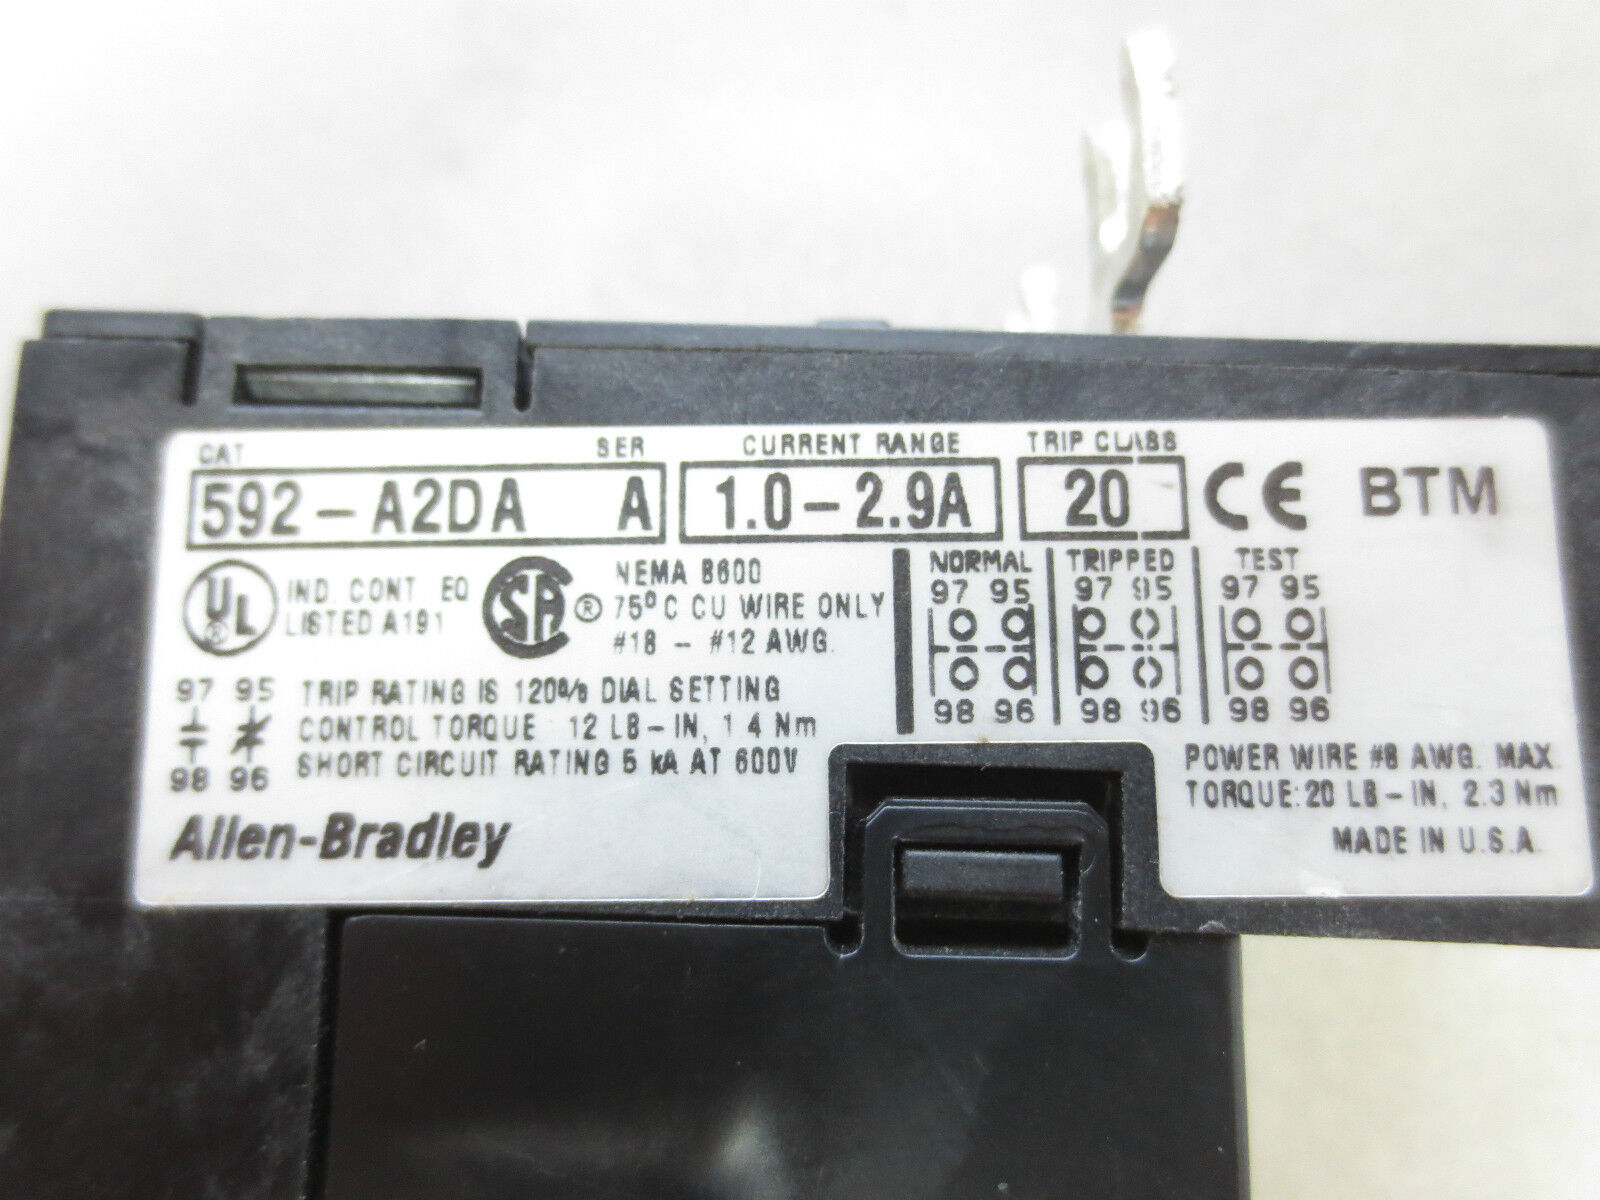 CAT SER CURRENT RANGE TRIP CLASS
592-A2DA A 1.0-2.9A 20 CE BTM
UL ® IND. CONT. EQ
LISTED A191
SA ®
NEMA B600
75°C CU WIRE ONLY
#18 - #12 AWG.
NORMAL TRIPPED TEST
97 95 97 95 97 95
98 96 98 96 98 96
97 95
98 96
TRIP RATING IS 120% DIAL SETTING
CONTROL TORQUE 12 LB-IN, 1.4 Nm
SHORT CIRCUIT RATING 5 kA AT 600V
Allen-Bradley
POWER WIRE #8 AWG. MAX.
TORQUE: 20 LB-IN, 2.3 Nm
MADE IN U.S.A.